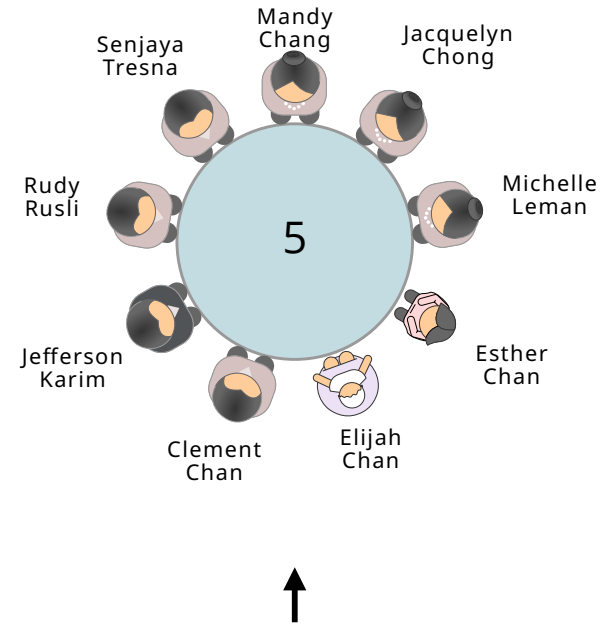 Mandy
Chang
Jacquelyn
Chong
Senjaya
Tresna
Rudy
Rusli
Michelle
Leman
5
Jefferson
Karim
Esther
Chan
Clement
Chan
Elijah
Chan